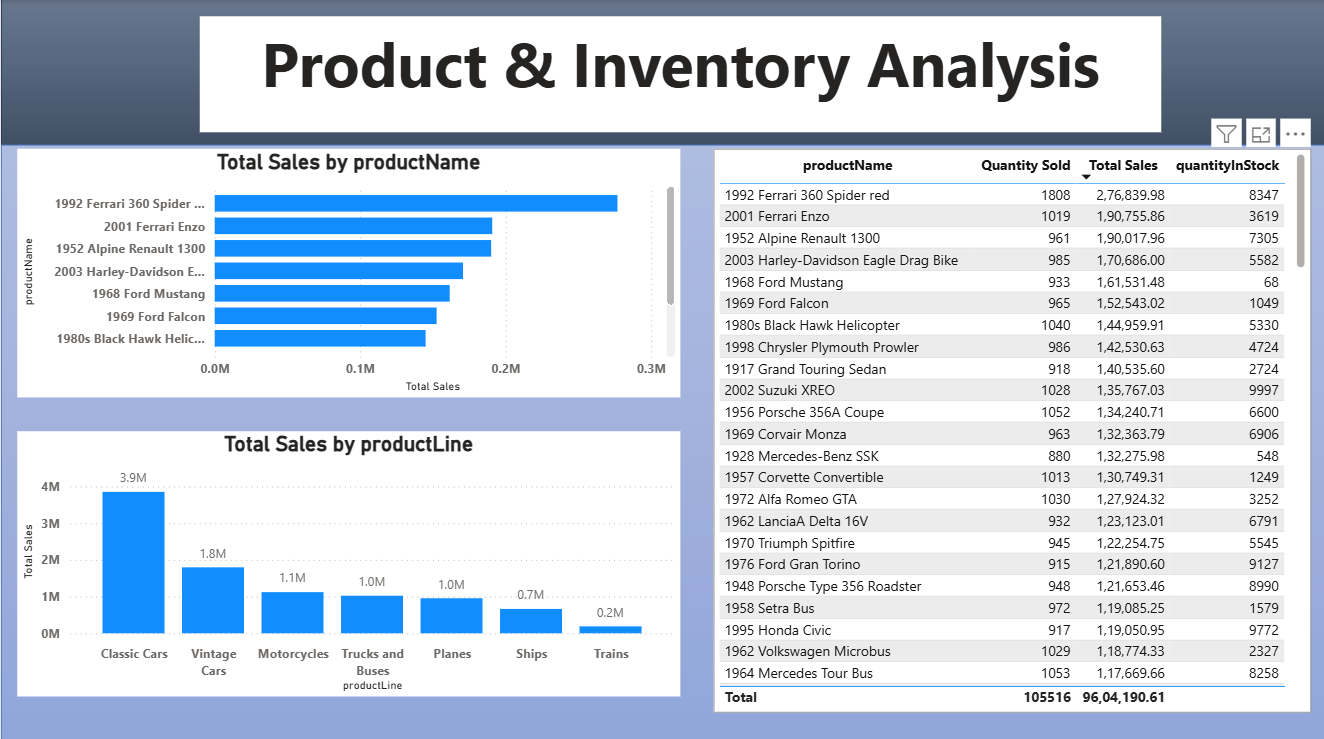 Product & Inventory Analysis
Total Sales by productName
productName
1992 Ferrari 360 Spider ...
2001 Ferrari Enzo
1952 Alpine Renault 1300
2003 Harley-Davidson E...
1968 Ford Mustang
1969 Ford Falcon
1980s Black Hawk Helic...
0.0M 0.1M 0.2M 0.3M
Total Sales
Total Sales by productLine
Total Sales
4M
3M
2M
1M
0M
3.9M 1.8M 1.1M 1.0M 1.0M 0.7M 0.2M
Classic Cars Vintage Cars Motorcycles Trucks and Buses Planes Ships Trains
productLine
productName Quantity Sold Total Sales quantityInStock
1992 Ferrari 360 Spider red 1808 2,76,839.98 8347
2001 Ferrari Enzo 1019 1,90,755.86 3619
1952 Alpine Renault 1300 961 1,90,017.96 7305
2003 Harley-Davidson Eagle Drag Bike 985 1,70,686.00 5582
1968 Ford Mustang 933 1,61,531.48 68
1969 Ford Falcon 965 1,52,543.02 1049
1980s Black Hawk Helicopter 1040 1,44,959.91 5330
1998 Chrysler Plymouth Prowler 986 1,42,530.63 4724
1917 Grand Touring Sedan 918 1,40,535.60 2724
2002 Suzuki XREO 1028 1,35,767.03 9997
1956 Porsche 356A Coupe 1052 1,34,240.71 6600
1969 Corvair Monza 963 1,32,363.79 6906
1928 Mercedes-Benz SSK 880 1,32,275.98 548
1957 Corvette Convertible 1013 1,30,749.31 1249
1972 Alfa Romeo GTA 1030 1,27,924.32 3252
1962 LanciaA Delta 16V 932 1,23,123.01 6791
1970 Triumph Spitfire 945 1,22,254.75 5545
1976 Ford Gran Torino 915 1,21,890.60 9127
1948 Porsche Type 356 Roadster 948 1,21,653.46 8990
1958 Setra Bus 972 1,19,085.25 1579
1995 Honda Civic 917 1,19,050.95 9772
1962 Volkswagen Microbus 1029 1,18,774.33 2327
1964 Mercedes Tour Bus 1053 1,17,669.66 8258
Total 105516 96,04,190.61